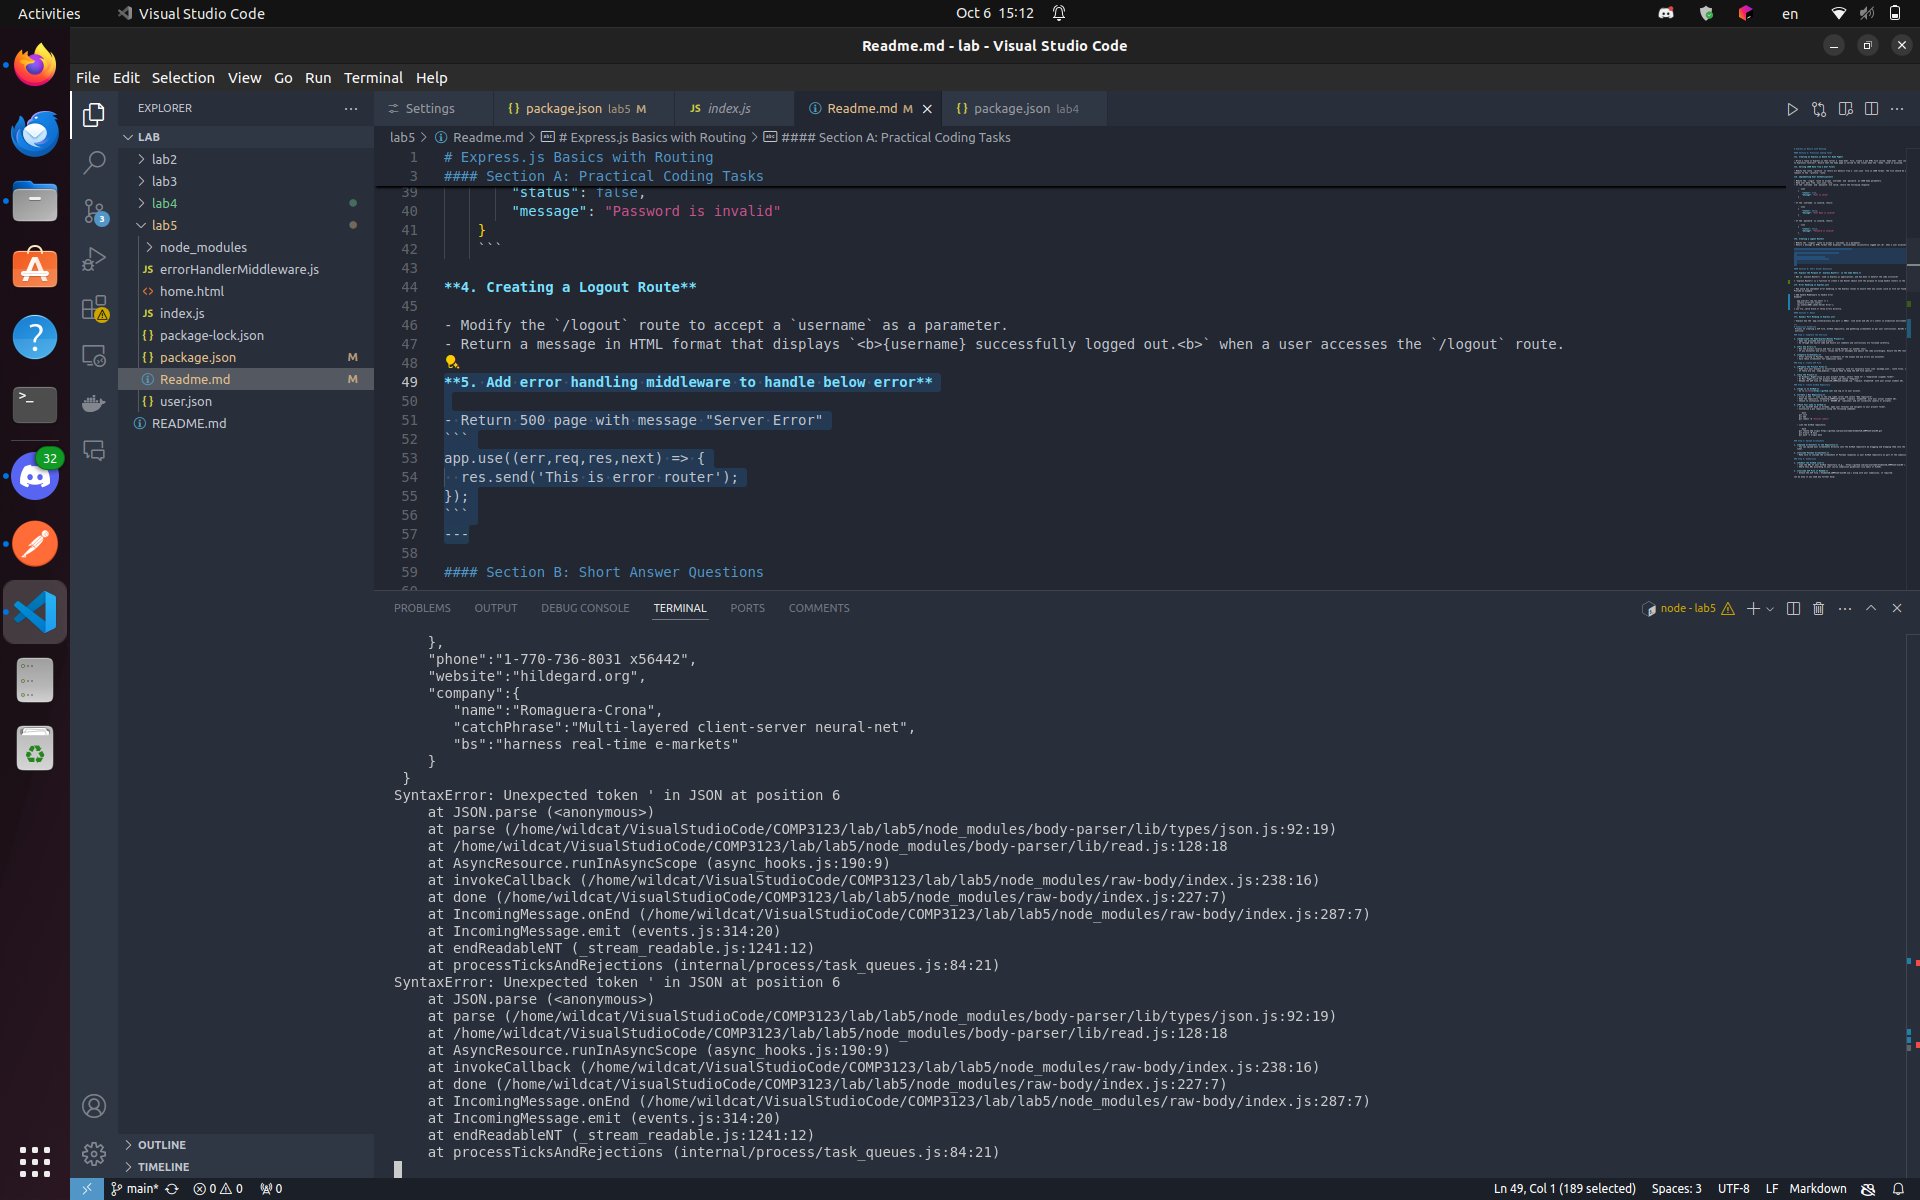 Activities
Visual Studio Code
Oct 6 15:12
en
Readme.md - lab - Visual Studio Code
File Edit Selection View Go Run Terminal Help
EXPLORER
Settings
{} package.json lab5 M
JS index.js
Readme.md M
{} package.json lab4
LAB
lab2
lab3
lab4
lab5
node_modules
JS errorHandlerMiddleware.js
<> home.html
JS index.js
{} package-lock.json
{} package.json M
Readme.md M
{} user.json
README.md
3
32
OUTLINE
TIMELINE
lab5 > Readme.md > # Express.js Basics with Routing > #### Section A: Practical Coding Tasks
1 # Express.js Basics with Routing
3 #### Section A: Practical Coding Tasks
39 "status": false,
40 "message": "Password is invalid"
41 }
42 ```
43
44 **4. Creating a Logout Route**
45
46 - Modify the `/logout` route to accept a `username` as a parameter.
47 - Return a message in HTML format that displays `<b>{username} successfully logged out.<b>` when a user accesses the `/logout` route.
48
49 **5. Add error handling middleware to handle below error**
50
51 - Return 500 page with message "Server Error"
52 ```
53 app.use((err,req,res,next) => {
54 res.send('This is error router');
55 });
56 ```
57 ---
58
59 #### Section B: Short Answer Questions
PROBLEMS OUTPUT DEBUG CONSOLE TERMINAL PORTS COMMENTS
node - lab5
},
"phone":"1-770-736-8031 x56442",
"website":"hildegard.org",
"company":{
"name":"Romaguera-Crona",
"catchPhrase":"Multi-layered client-server neural-net",
"bs":"harness real-time e-markets"
}
}
SyntaxError: Unexpected token ' in JSON at position 6
at JSON.parse (<anonymous>)
at parse (/home/wildcat/VisualStudioCode/COMP3123/lab/lab5/node_modules/body-parser/lib/types/json.js:92:19)
at /home/wildcat/VisualStudioCode/COMP3123/lab/lab5/node_modules/body-parser/lib/read.js:128:18
at AsyncResource.runInAsyncScope (async_hooks.js:190:9)
at invokeCallback (/home/wildcat/VisualStudioCode/COMP3123/lab/lab5/node_modules/raw-body/index.js:238:16)
at done (/home/wildcat/VisualStudioCode/COMP3123/lab/lab5/node_modules/raw-body/index.js:227:7)
at IncomingMessage.onEnd (/home/wildcat/VisualStudioCode/COMP3123/lab/lab5/node_modules/raw-body/index.js:287:7)
at IncomingMessage.emit (events.js:314:20)
at endReadableNT (_stream_readable.js:1241:12)
at processTicksAndRejections (internal/process/task_queues.js:84:21)
SyntaxError: Unexpected token ' in JSON at position 6
at JSON.parse (<anonymous>)
at parse (/home/wildcat/VisualStudioCode/COMP3123/lab/lab5/node_modules/body-parser/lib/types/json.js:92:19)
at /home/wildcat/VisualStudioCode/COMP3123/lab/lab5/node_modules/body-parser/lib/read.js:128:18
at AsyncResource.runInAsyncScope (async_hooks.js:190:9)
at invokeCallback (/home/wildcat/VisualStudioCode/COMP3123/lab/lab5/node_modules/raw-body/index.js:238:16)
at done (/home/wildcat/VisualStudioCode/COMP3123/lab/lab5/node_modules/raw-body/index.js:227:7)
at IncomingMessage.onEnd (/home/wildcat/VisualStudioCode/COMP3123/lab/lab5/node_modules/raw-body/index.js:287:7)
at IncomingMessage.emit (events.js:314:20)
at endReadableNT (_stream_readable.js:1241:12)
at processTicksAndRejections (internal/process/task_queues.js:84:21)
main* 0 0 0
Ln 49, Col 1 (189 selected) Spaces: 3 UTF-8 LF Markdown